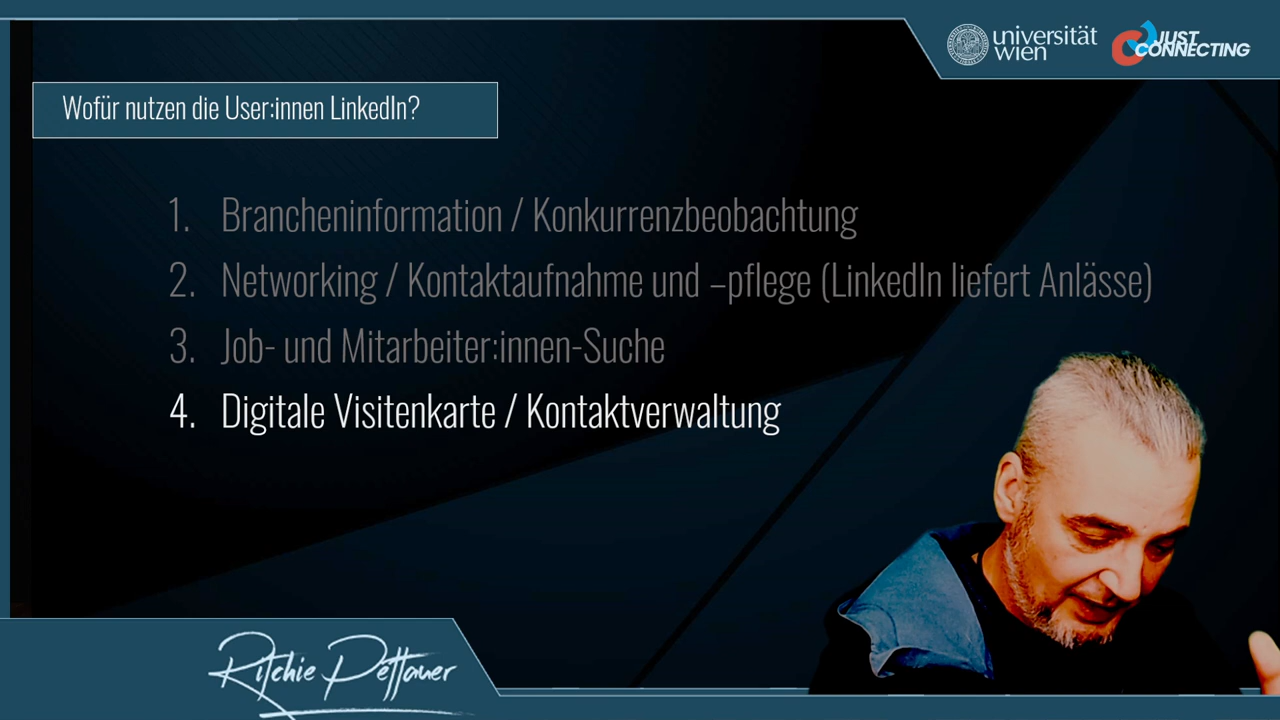 universität
wien
JUST
CONNECTING
Wofür nutzen die User:innen LinkedIn?
1. Brancheninformation / Konkurrenzbeobachtung
2. Networking / Kontaktaufnahme und –pflege (LinkedIn liefert Anlässe)
3. Job- und Mitarbeiter:innen-Suche
4. Digitale Visitenkarte / Kontaktverwaltung
Ritchie Pettauer